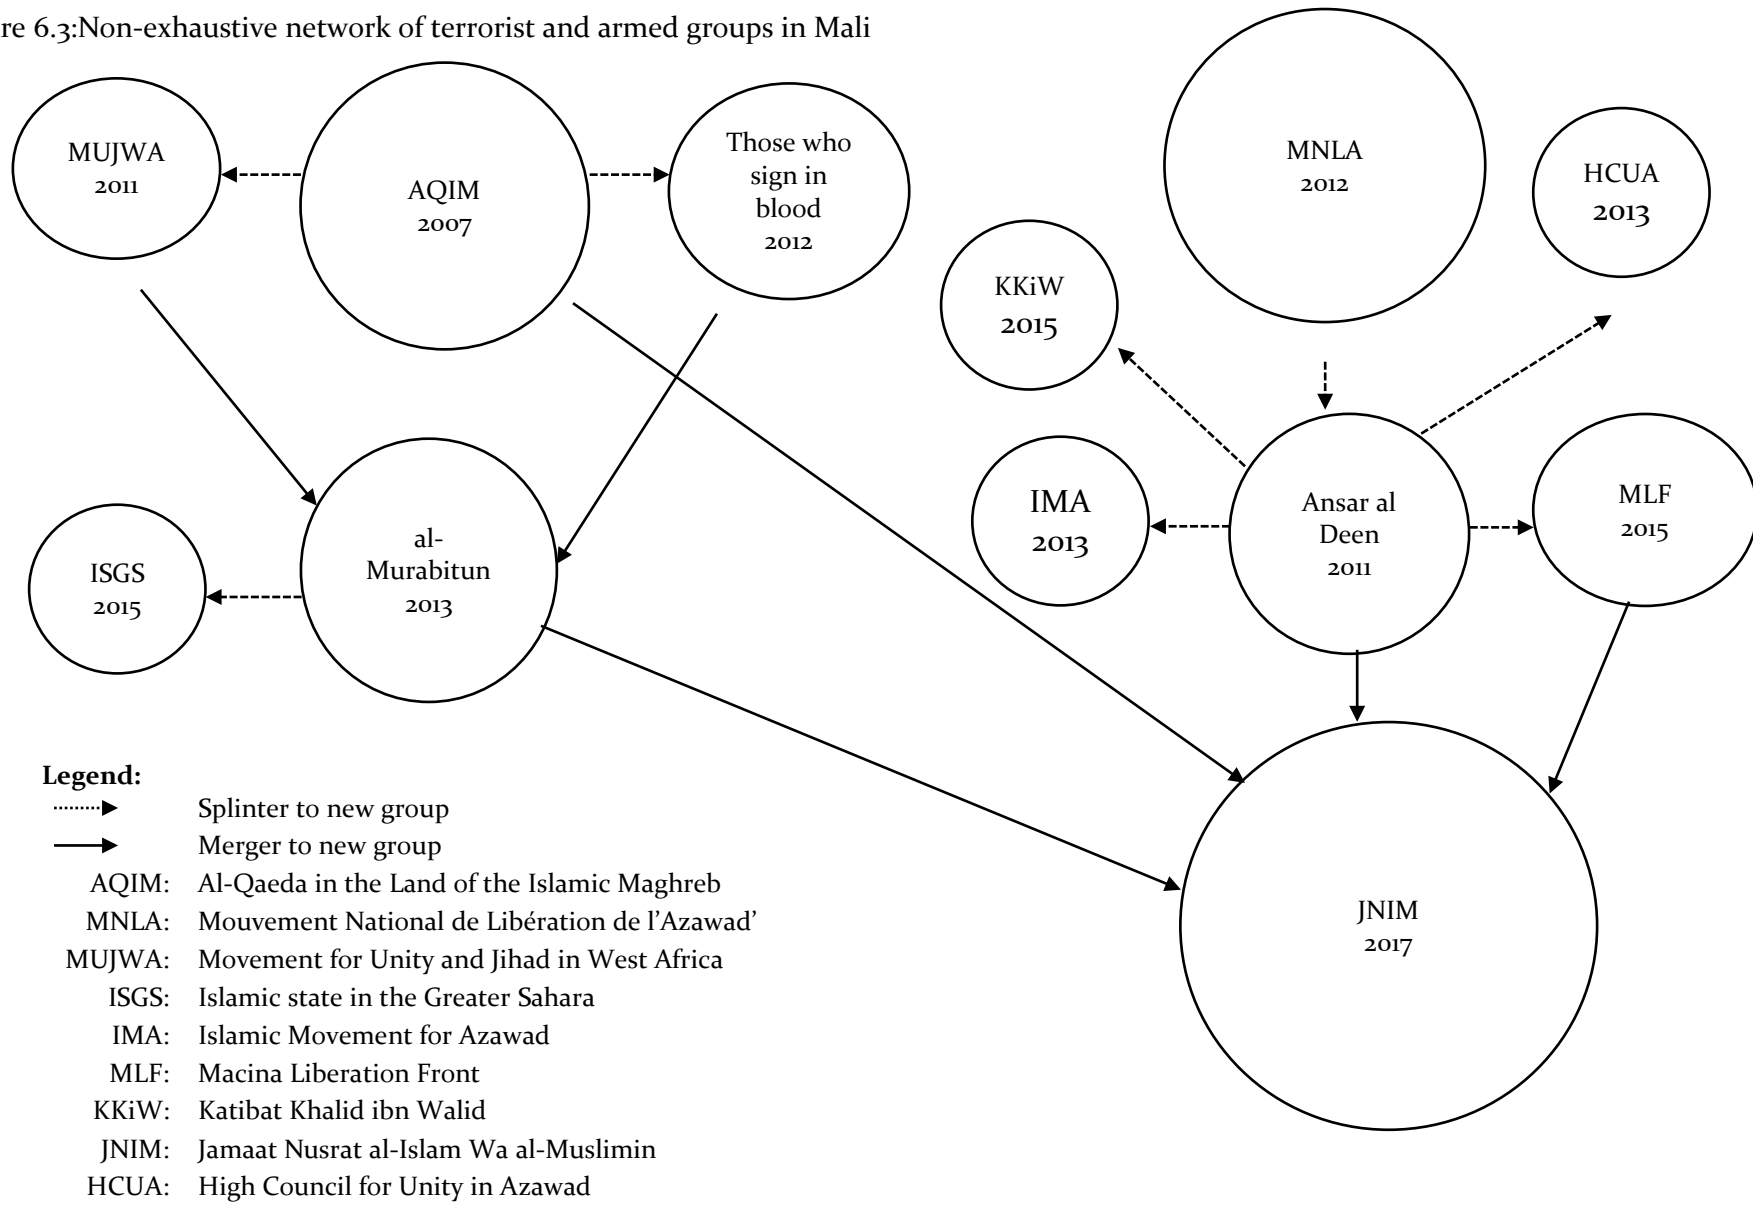 re 6.3:Non-exhaustive network of terrorist and armed groups in Mali
MUJWA
2011
AQIM
2007
Those who
sign in
blood
2012
MNLA
2012
HCUA
2013
KKiW
2015
IMA
2013
Ansar al
Deen
2011
MLF
2015
al-
Murabitun
2013
ISGS
2015
JNIM
2017
Legend:
Splinter to new group
Merger to new group
AQIM: Al-Qaeda in the Land of the Islamic Maghreb
MNLA: Mouvement National de Libération de l’Azawad’
MUJWA: Movement for Unity and Jihad in West Africa
ISGS: Islamic state in the Greater Sahara
IMA: Islamic Movement for Azawad
MLF: Macina Liberation Front
KKiW: Katibat Khalid ibn Walid
JNIM: Jamaat Nusrat al-Islam Wa al-Muslimin
HCUA: High Council for Unity in Azawad